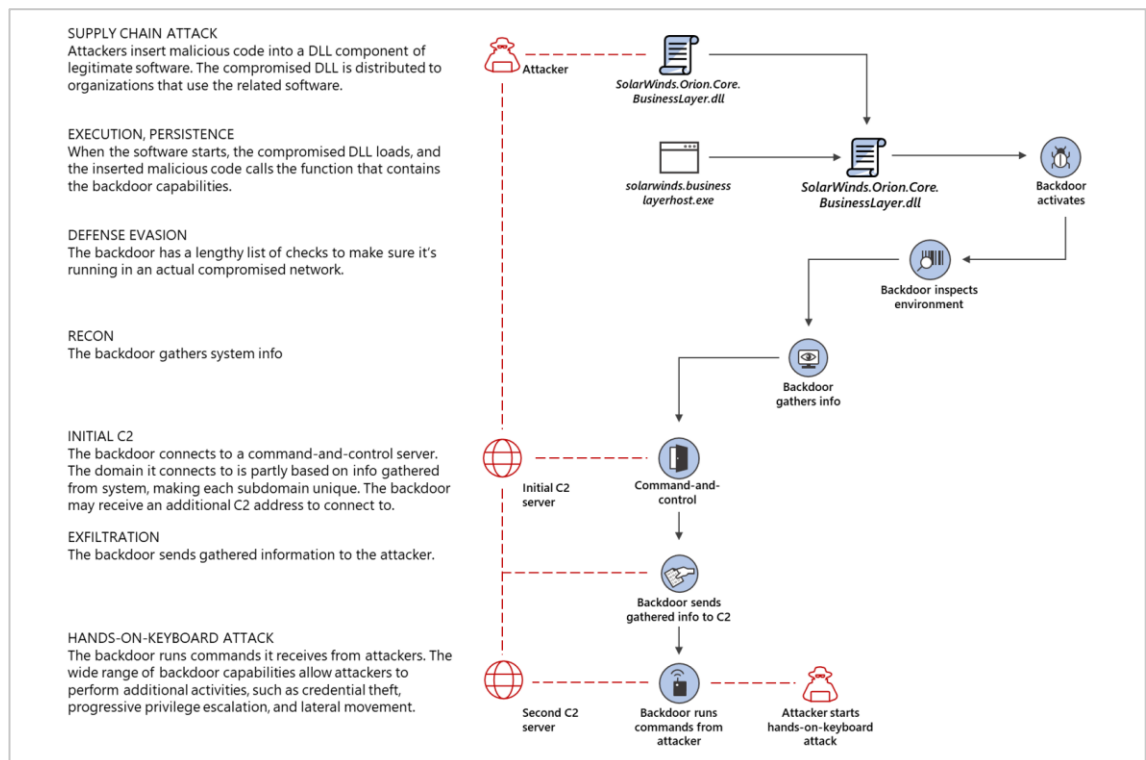 SUPPLY CHAIN ATTACK
Attackers insert malicious code into a DLL component of
legitimate software. The compromised DLL is distributed to
organizations that use the related software.
Attacker
SolarWinds.Orion.Core.
BusinessLayer.dll
EXECUTION, PERSISTENCE
When the software starts, the compromised DLL loads, and
the inserted malicious code calls the function that contains
the backdoor capabilities.
solarwinds.business
layerhost.exe
SolarWinds.Orion.Core.
BusinessLayer.dll
Backdoor
activates
DEFENSE EVASION
The backdoor has a lengthy list of checks to make sure it's
running in an actual compromised network.
Backdoor inspects
environment
RECON
The backdoor gathers system info
Backdoor
gathers info
INITIAL C2
The backdoor connects to a command-and-control server.
The domain it connects to is partly based on info gathered
from system, making each subdomain unique. The backdoor
may receive an additional C2 address to connect to.
Initial C2
server
Command-and-
control
EXFILTRATION
The backdoor sends gathered information to the attacker.
Backdoor sends
gathered info to C2
HANDS-ON-KEYBOARD ATTACK
The backdoor runs commands it receives from attackers. The
wide range of backdoor capabilities allow attackers to
perform additional activities, such as credential theft,
progressive privilege escalation, and lateral movement.
Second C2
server
Backdoor runs
commands from
attacker
Attacker starts
hands-on-keyboard
attack